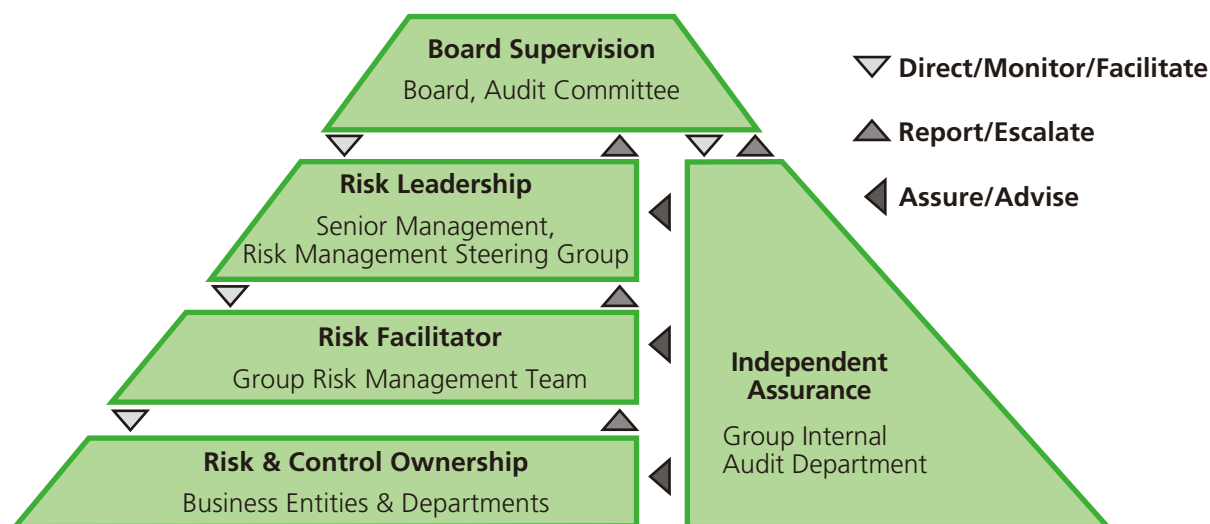 Board Supervision
Board, Audit Committee
Direct/Monitor/Facilitate
Report/Escalate
Assure/Advise
Risk Leadership
Senior Management,
Risk Management Steering Group
Risk Facilitator
Group Risk Management Team
Risk & Control Ownership
Business Entities & Departments
Independent
Assurance
Group Internal
Audit Department